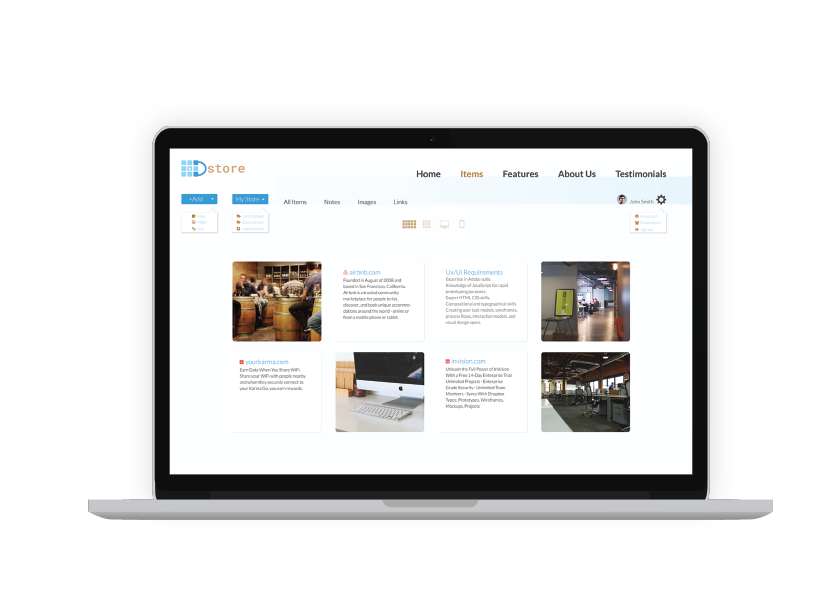 Dstore
Home Items Features About Us Testimonials
+Add My Store All Items Notes Images Links John Smith
airbnb.com
Founded in August of 2008 and
based in San Francisco, California,
Airbnb is a trusted community
marketplace for people to list,
discover, and book unique accommo-
dations around the world - online or
from a mobile phone or tablet.
Ux/Ui Requirements
Expertise in Adobe suite.
Knowledge of JavaScript for rapid
prototyping purposes.
Expert HTML CSS skills.
Compositional and typographical skills.
Creating user task models, wireframes,
process flows, interaction models, and
visual design specs.
yourkarma.com
Earn Data When You Share WiFi.
Share your WiFi with people nearby
and when they securely connect to
your Karma Go, you earn rewards.
invision.com
Unleash the Full Power of InVision
With a Free 14-Day Enterprise Trial
Unlimited Projects - Enterprise
Grade Security - Unlimited Team
Members - Syncs With Dropbox
Types: Prototypes, Wireframes,
Mockups, Projects